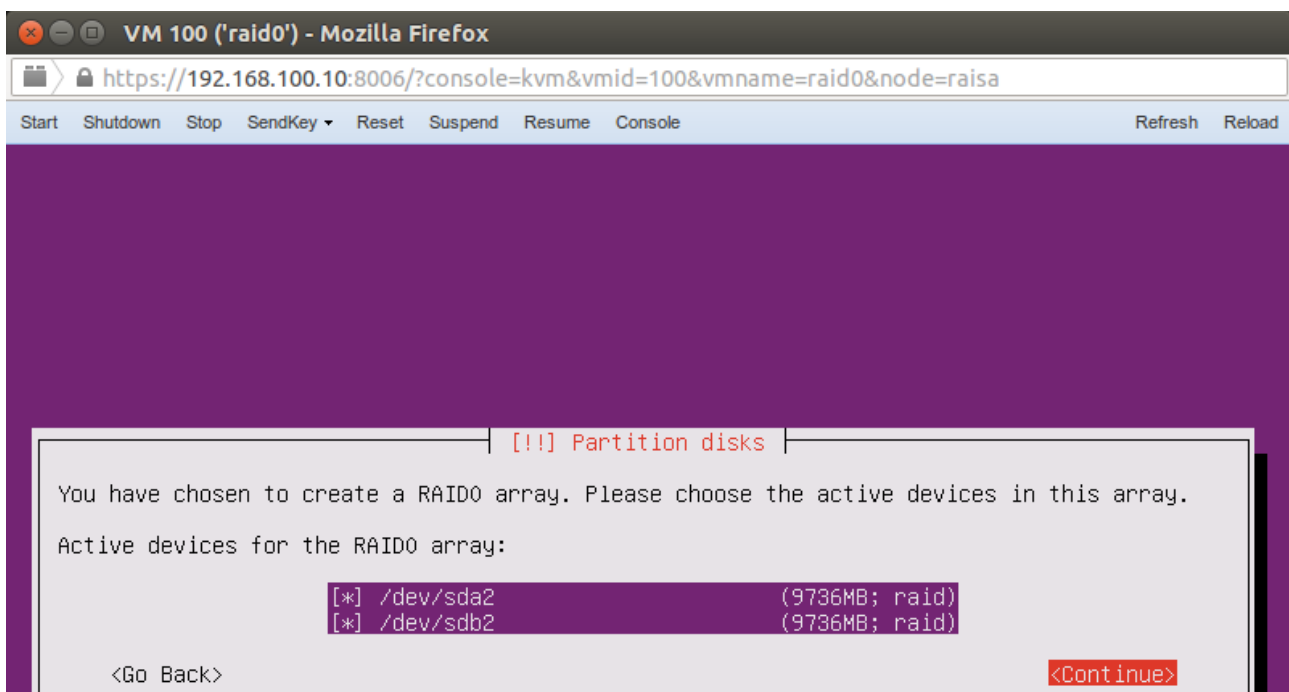 VM 100 ('raid0') - Mozilla Firefox
https://192.168.100.10:8006/?console=kvm&vmid=100&vmname=raid0&node=raisa
Start Shutdown Stop SendKey Reset Suspend Resume Console Refresh Reload
[!!] Partition disks
You have chosen to create a RAID0 array. Please choose the active devices in this array.
Active devices for the RAID0 array:
[*] /dev/sda2 (9736MB; raid)
[*] /dev/sdb2 (9736MB; raid)
<Go Back> <Continue>